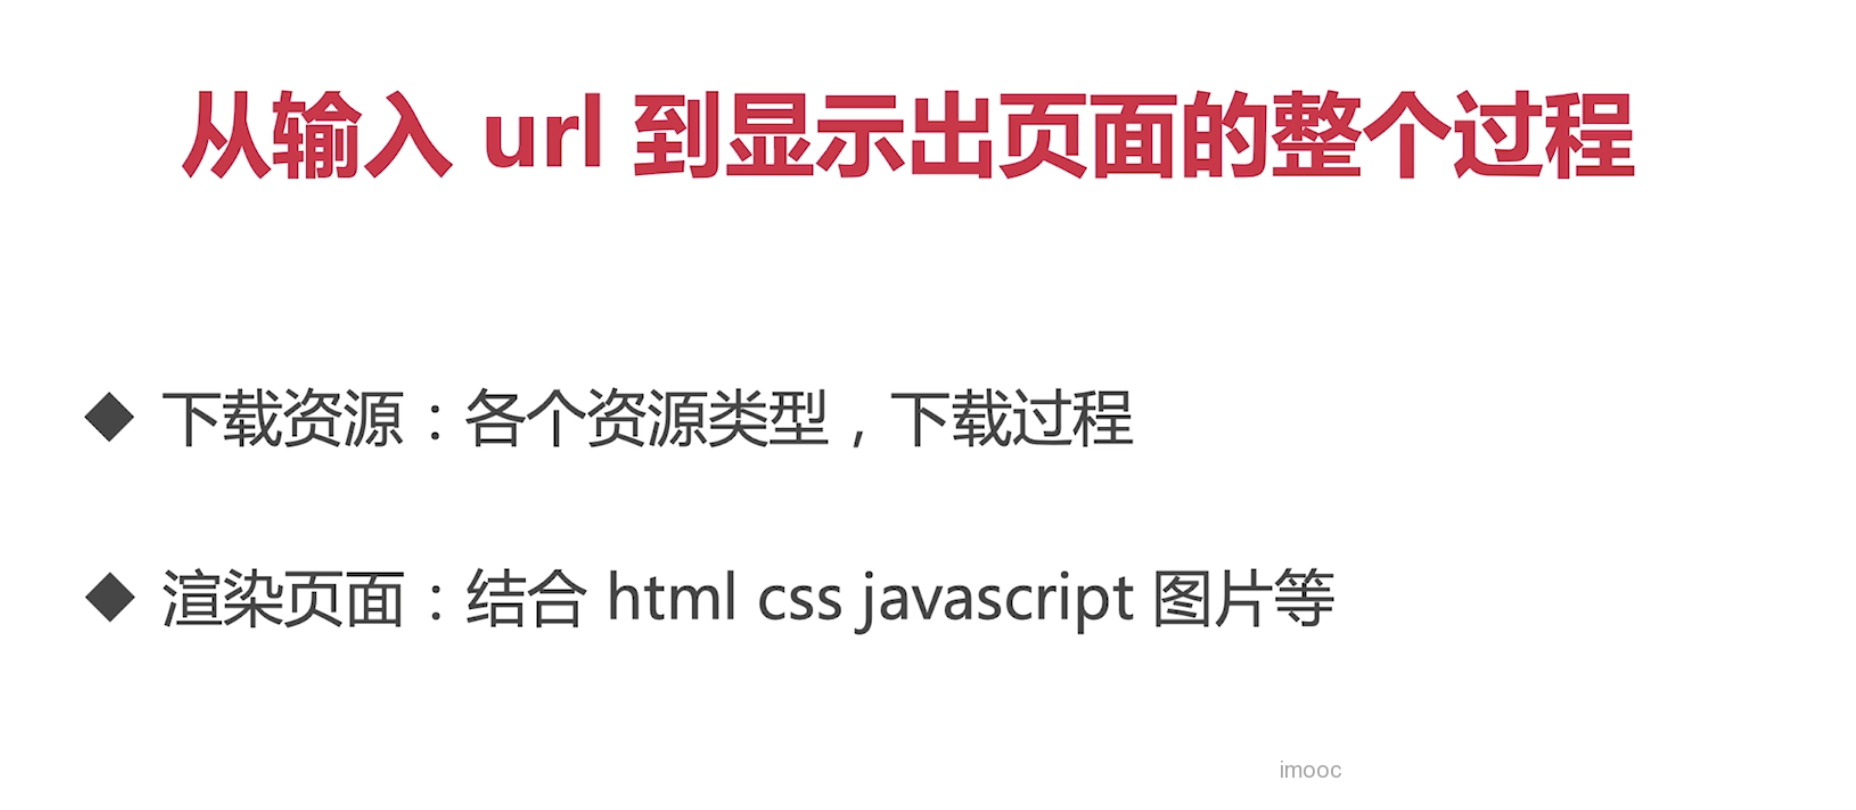 从输入 url 到显示出页面的整个过程
◆ 下载资源：各个资源类型，下载过程
◆ 渲染页面：结合 html css javascript 图片等
imooc